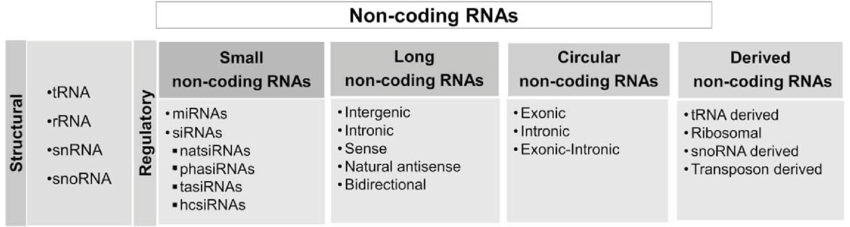 Non-coding RNAs
Structural
•tRNA
•rRNA
•snRNA
•snoRNA
Regulatory
Small
non-coding RNAs
•miRNAs
•siRNAs
▪natsiRNAs
▪phasiRNAs
▪tasiRNAs
▪hcsiRNAs
Long
non-coding RNAs
•Intergenic
•Intronic
•Sense
•Natural antisense
•Bidirectional
Circular
non-coding RNAs
•Exonic
•Intronic
•Exonic-Intronic
Derived
non-coding RNAs
•tRNA derived
•Ribosomal
•snoRNA derived
•Transposon derived